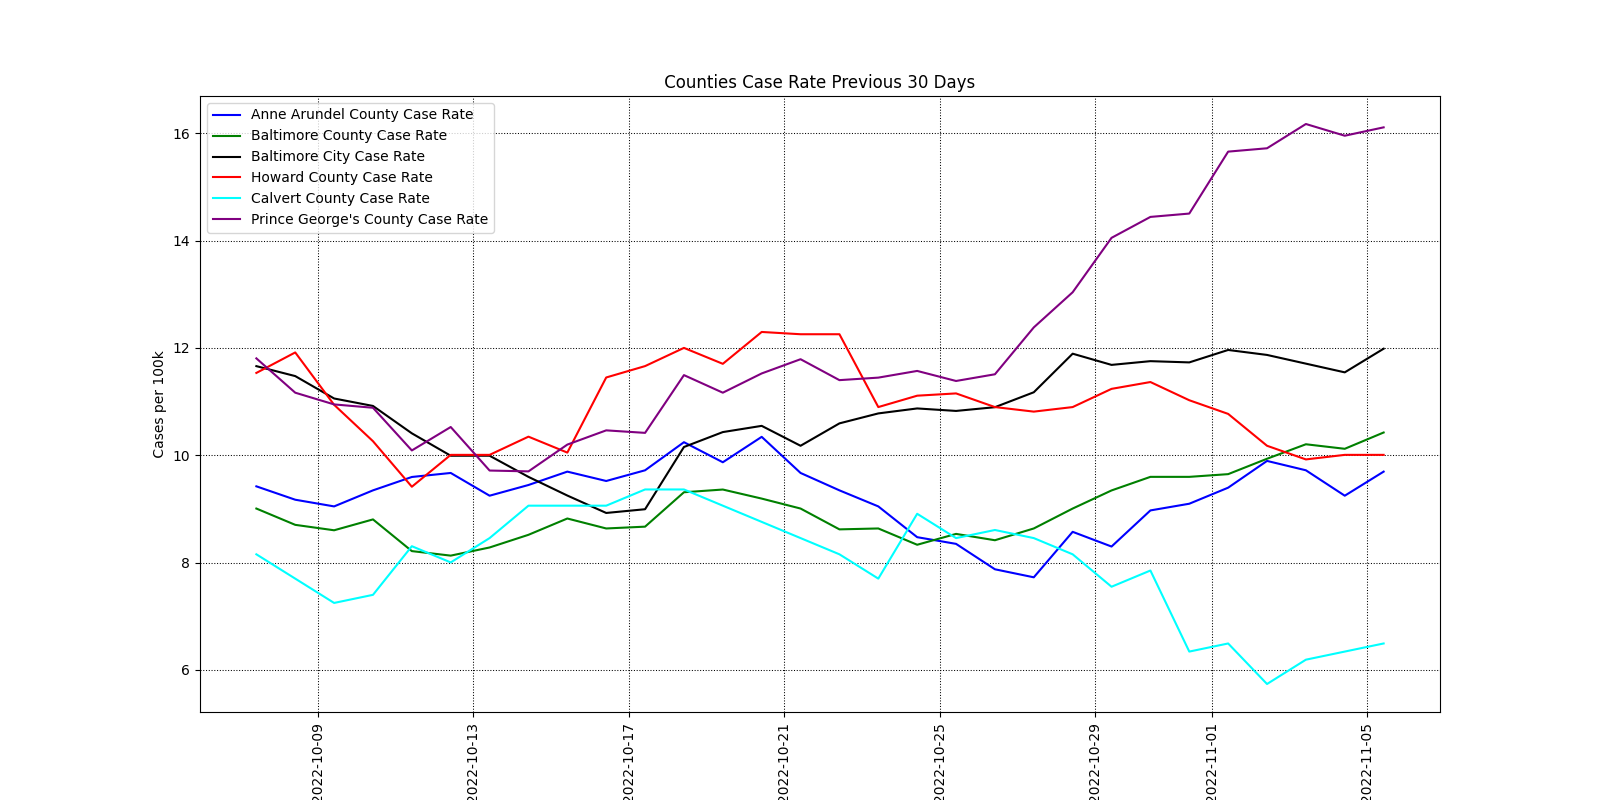 Counties Case Rate Previous 30 Days
Anne Arundel County Case Rate
Baltimore County Case Rate
Baltimore City Case Rate
Howard County Case Rate
Calvert County Case Rate
Prince George's County Case Rate
Cases per 100k
16
14
12
10
8
6
2022-10-09
2022-10-13
2022-10-17
2022-10-21
2022-10-25
2022-10-29
2022-11-01
2022-11-05